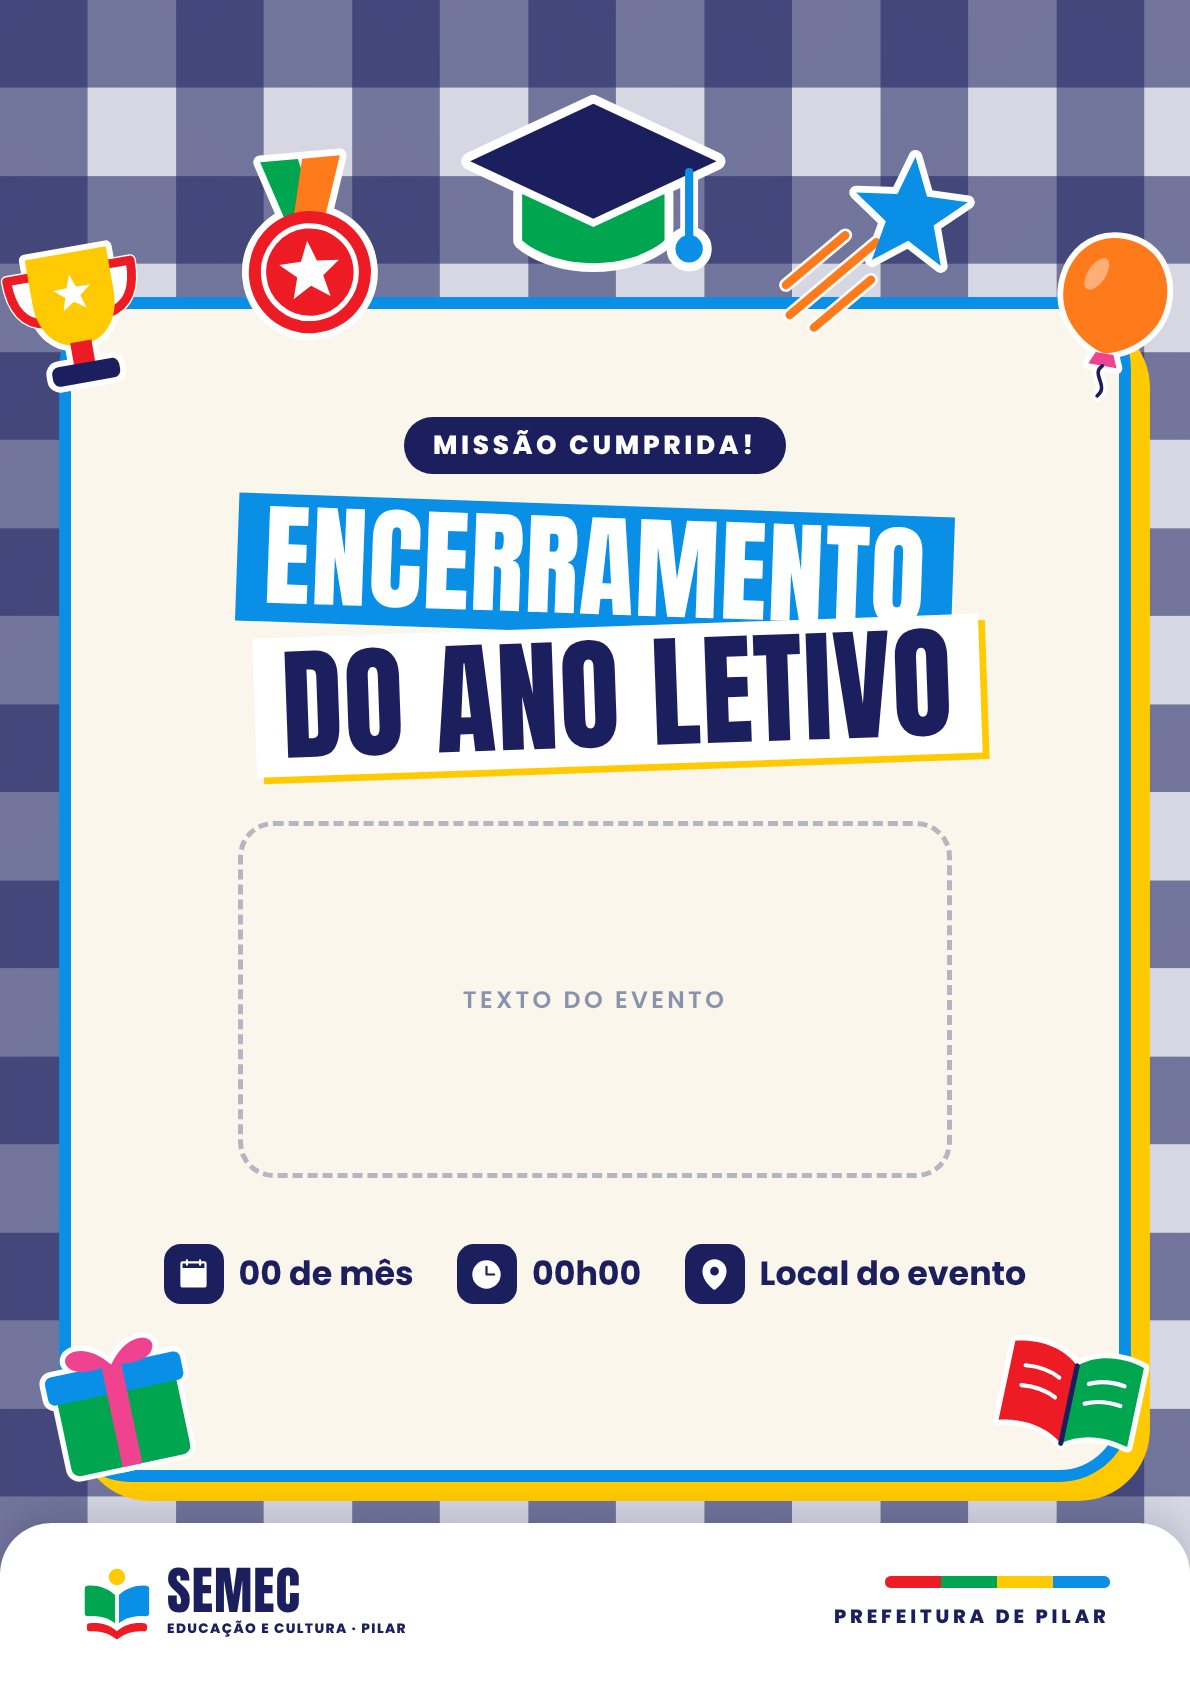 MISSÃO CUMPRIDA!
ENCERRAMENTO
DO ANO LETIVO
TEXTO DO EVENTO
00 de mês
00h00
Local do evento
SEMEC
EDUCAÇÃO E CULTURA · PILAR
PREFEITURA DE PILAR